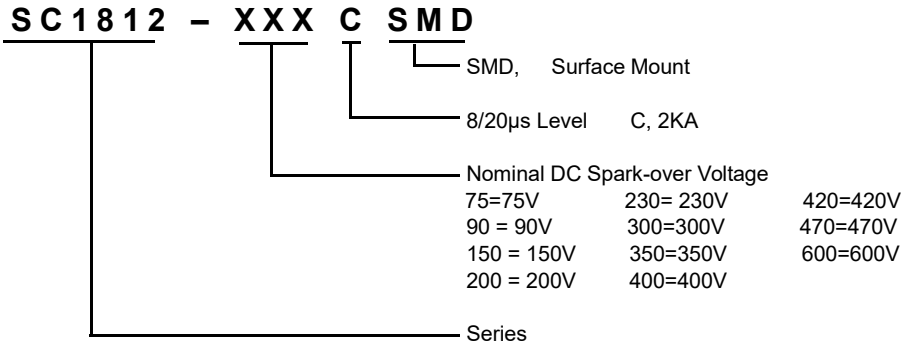 SC1812 – XXX C SMD
SMD, Surface Mount
8/20μs Level C, 2KA
Nominal DC Spark-over Voltage
75=75V 230= 230V 420=420V
90 = 90V 300=300V 470=470V
150 = 150V 350=350V 600=600V
200 = 200V 400=400V
Series